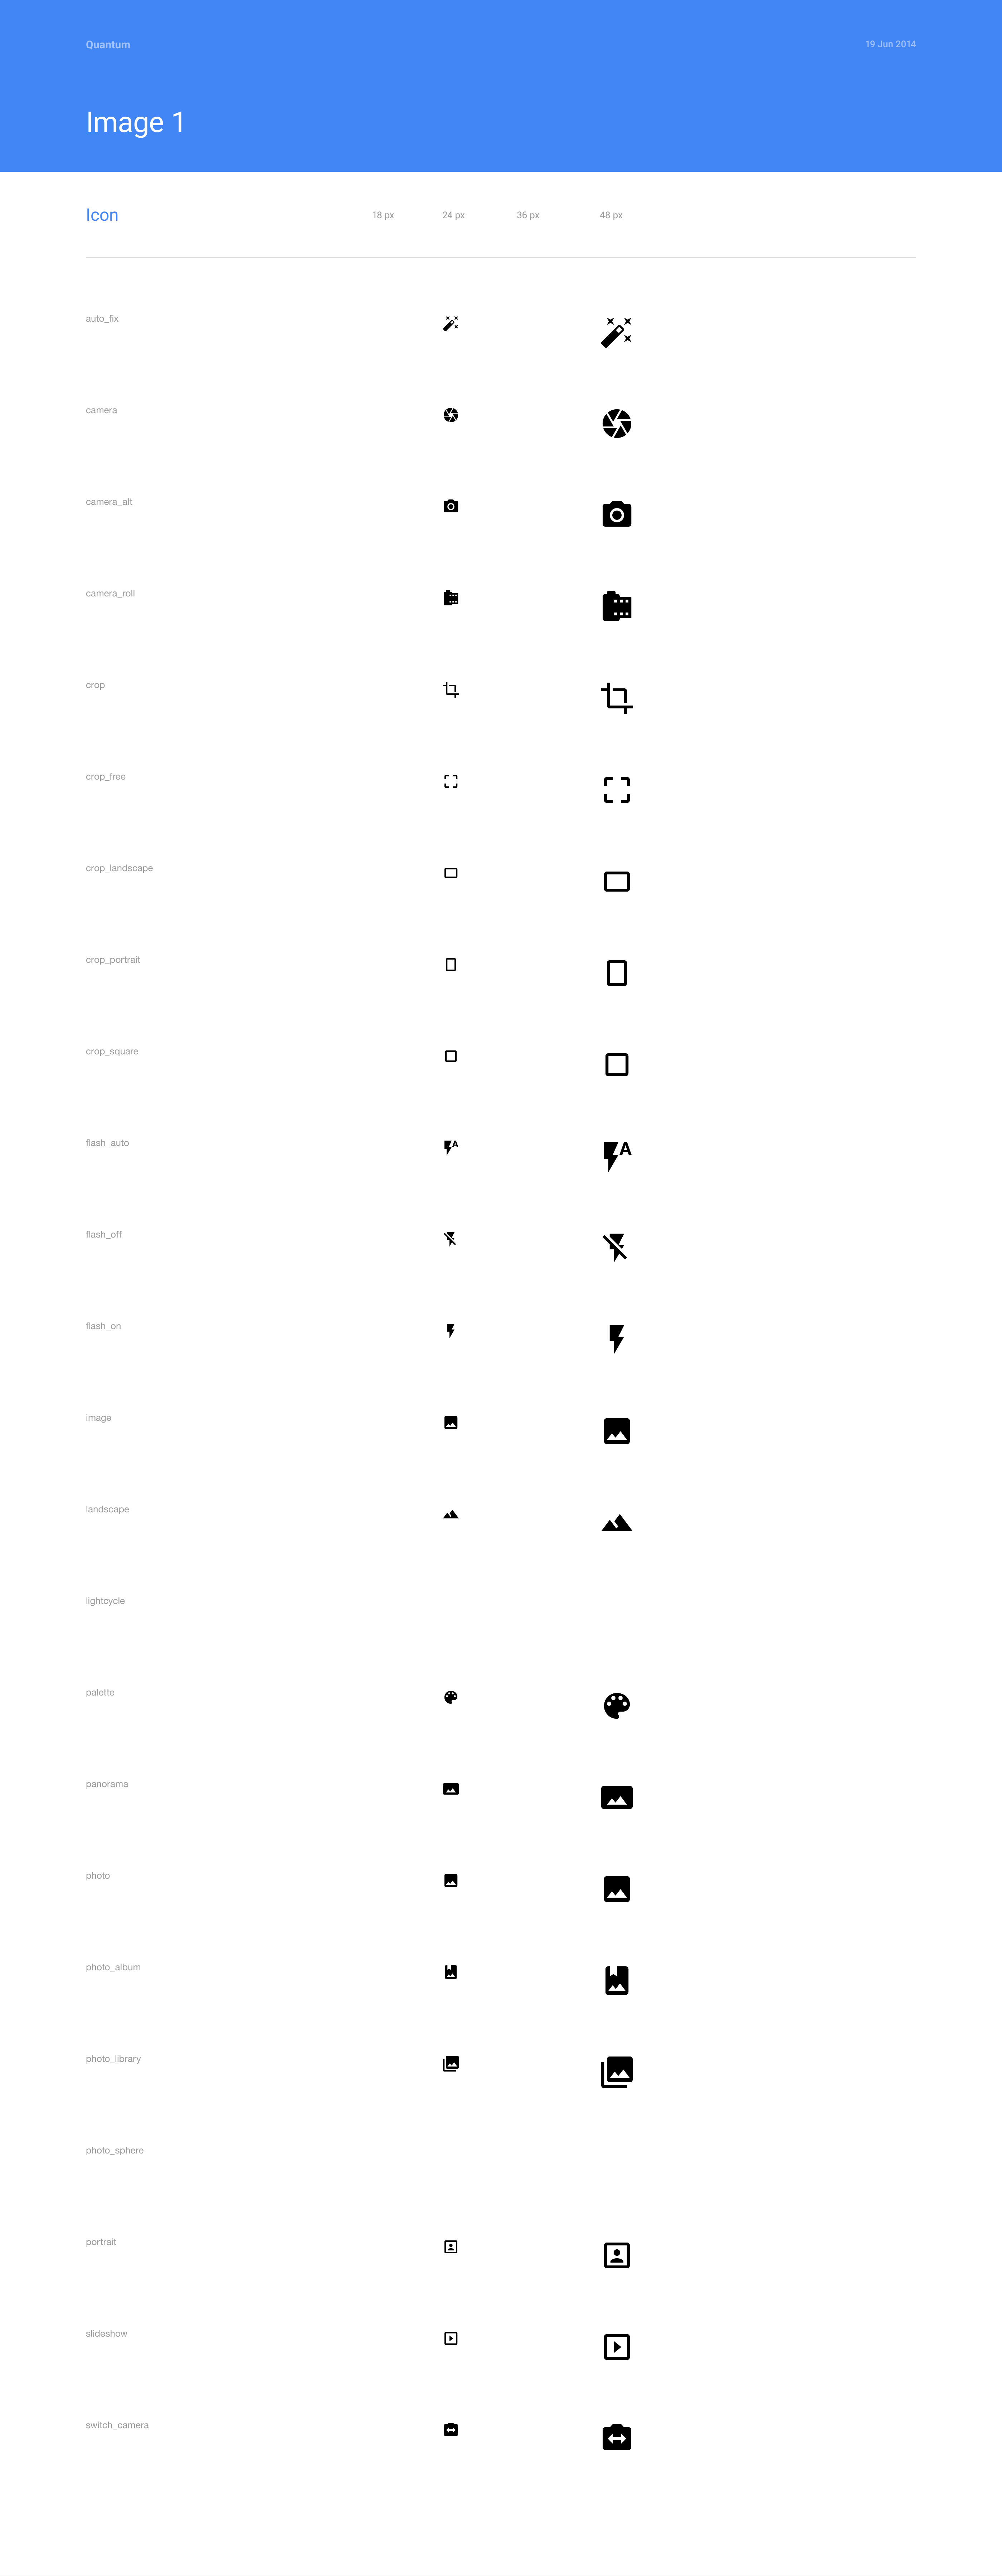 Quantum 19 Jun 2014
Image 1
Icon 18 px 24 px 36 px 48 px
auto_fix
camera
camera_alt
camera_roll
crop
crop_free
crop_landscape
crop_portrait
crop_square
flash_auto A A
flash_off
flash_on
image
landscape
lightcycle
palette
panorama
photo
photo_album
photo_library
photo_sphere
portrait
slideshow
switch_camera